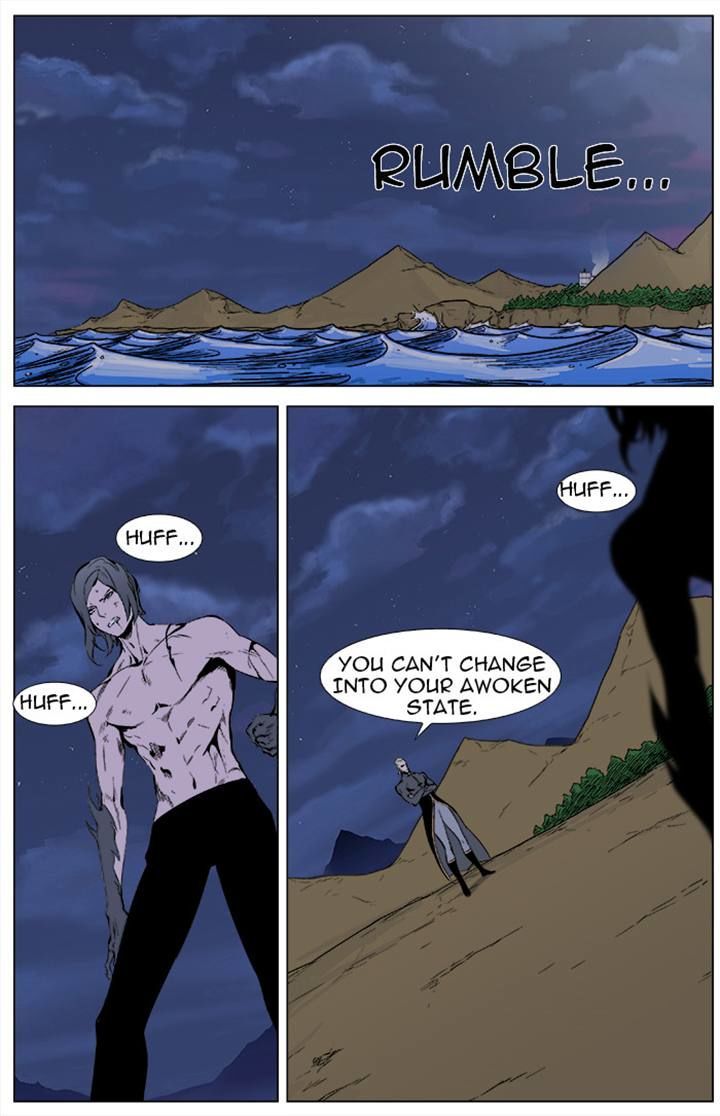 RUMBLE...
HUFF...
HUFF...
HUFF...
YOU CAN'T CHANGE
INTO YOUR AWOKEN
STATE.